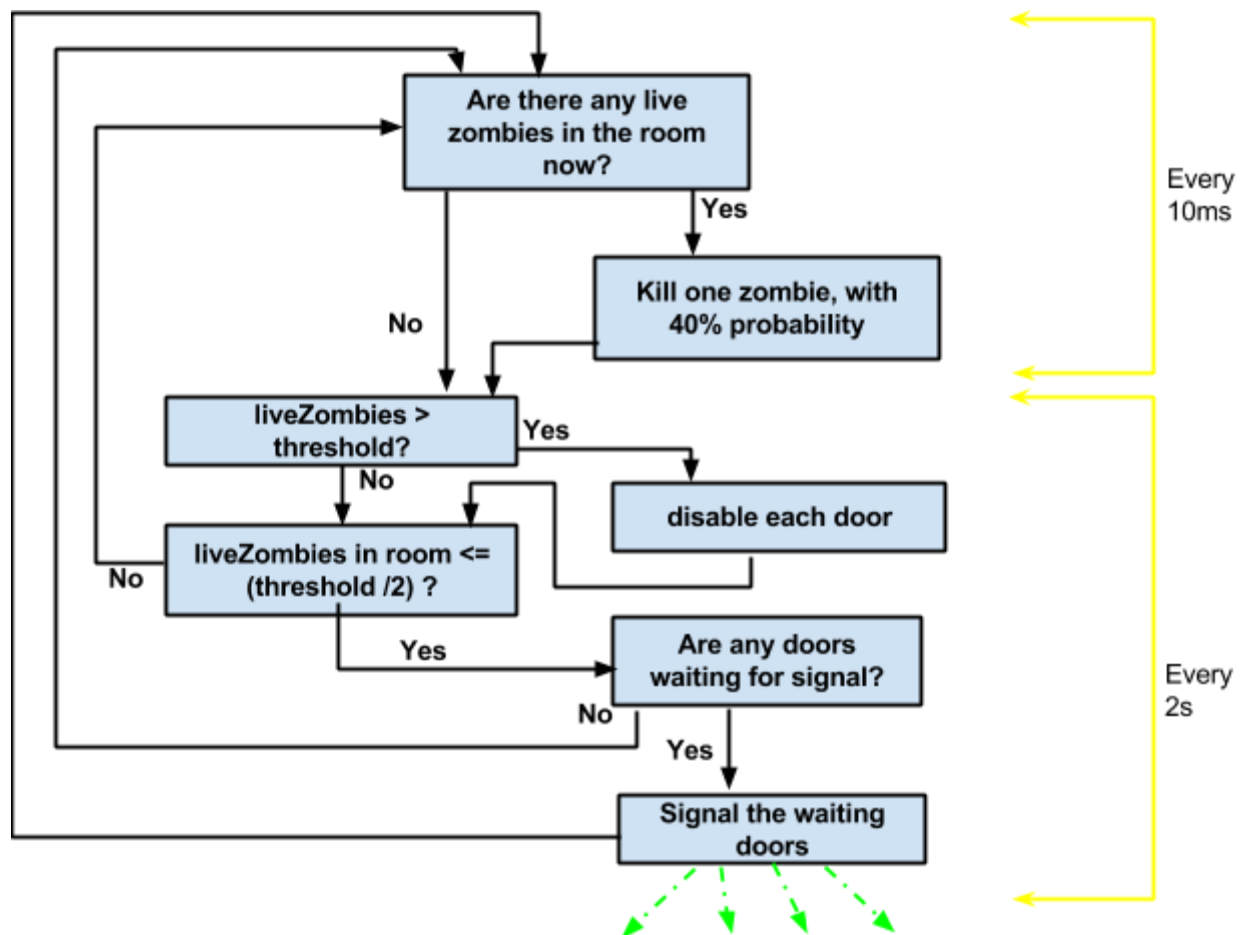 Are there any live
zombies in the room
now?
Yes
Every
10ms
Kill one zombie, with
40% probability
No
liveZombies >
threshold?
Yes
No
disable each door
liveZombies in room <=
(threshold /2) ?
No
Yes
Are any doors
waiting for signal?
Every
2s
No
Yes
Signal the waiting
doors